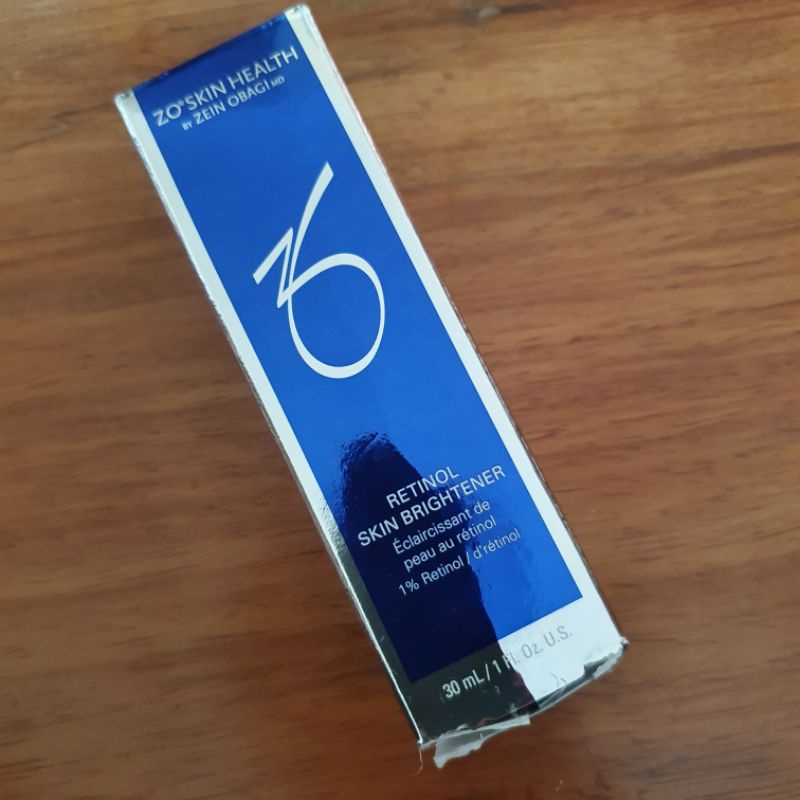 ZO® SKIN HEALTH
BY ZEIN OBAGI MD
ZO
RETINOL
SKIN BRIGHTENER
Éclaircissant de
peau au rétinol
1% Retinol / d'rétinol
30 mL / 1 Fl. Oz. U.S.